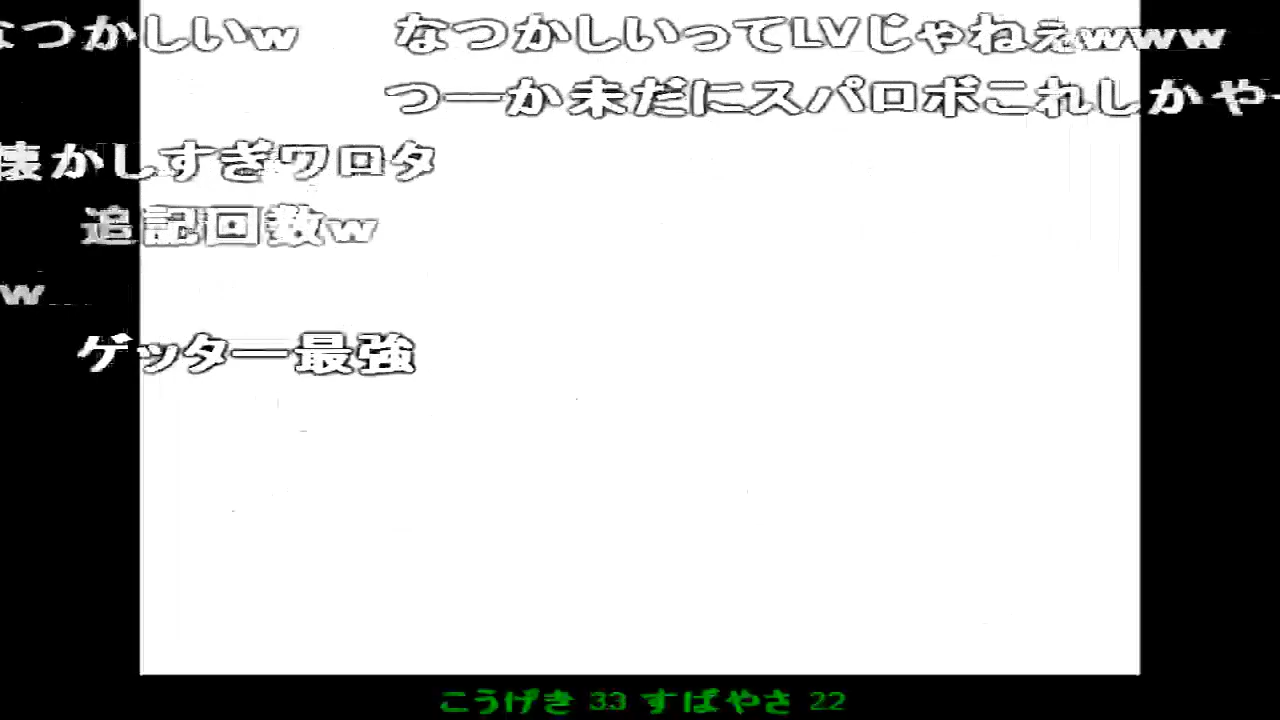 なつかしいw なつかしいってLVじゃねぇwww
つーか未だにスパロボこれしかや
懐かしすぎワロタ
追記回数w
w
ゲッター最強
こうげき 33 すばやさ 22